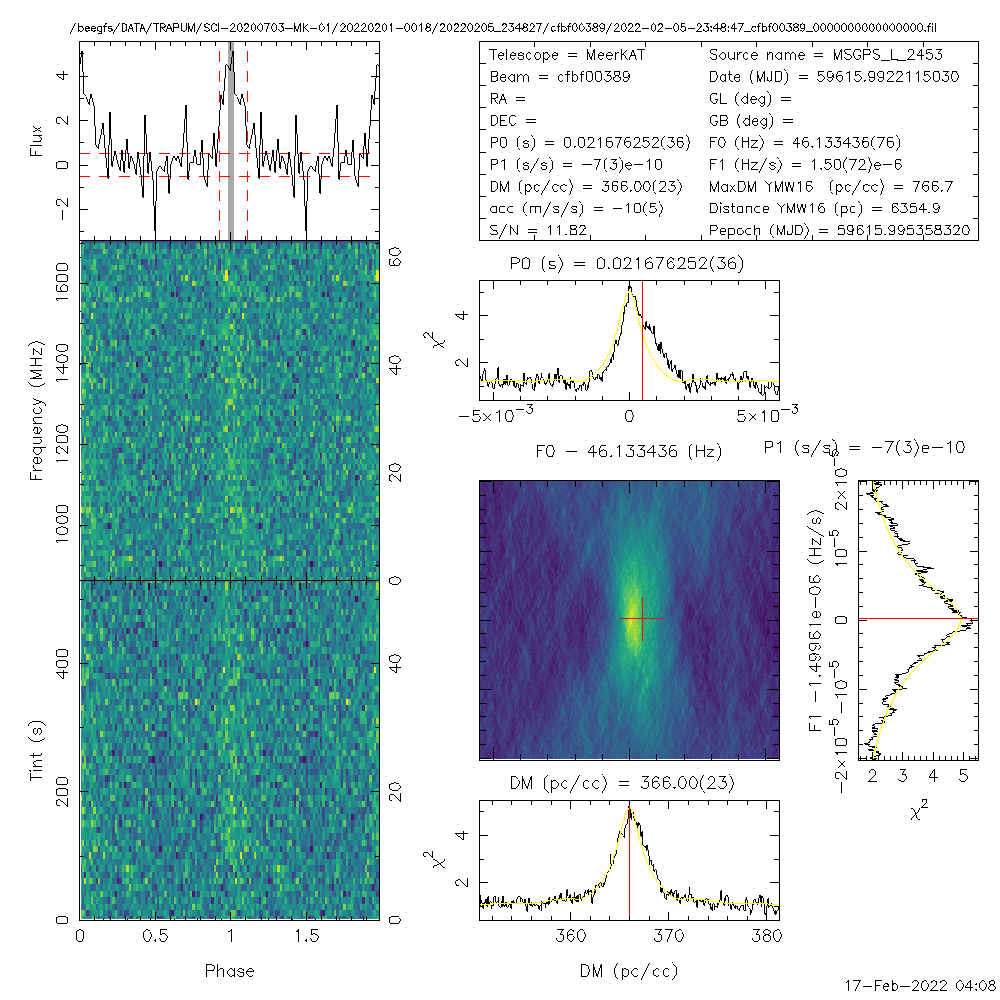 /beegfs/DATA/TRAPUM/SCI-20200703-MK-01/20220201-0018/20220205_234827/cfbf00389/2022-02-05-23:48:47_cfbf00389_0000000000000000.fil
Telescope = MeerKAT
Source name = MSGPS_L_2453
Beam = cfbf00389
Date (MJD) = 59615.9922115030
RA =
GL (deg) =
DEC =
GB (deg) =
P0 (s) = 0.021676252(36)
F0 (Hz) = 46.133436(76)
P1 (s/s) = -7(3)e-10
F1 (Hz/s) = 1.50(72)e-6
DM (pc/cc) = 366.00(23)
MaxDM YMW16 (pc/cc) = 766.7
acc (m/s/s) = -10(5)
Distance YMW16 (pc) = 6354.9
S/N = 11.82
Pepoch (MJD) = 59615.995358320
Flux
4
2
0
−2
Frequency (MHz)
1600
1400
1200
1000
60
40
20
0
Tint (s)
400
200
0
40
20
0
0 0.5 1 1.5
Phase
P0 (s) = 0.021676252(36)
χ²
4
2
−5×10⁻³ 0 5×10⁻³
F0 − 46.133436 (Hz)
P1 (s/s) = -7(3)e-10
F1 −1.49961e−06 (Hz/s)
2×10⁻⁵
10⁻⁵
0
−10⁻⁵
−2×10⁻⁵
2 3 4 5
χ²
DM (pc/cc) = 366.00(23)
χ²
4
2
360 370 380
DM (pc/cc)
17-Feb-2022 04:08